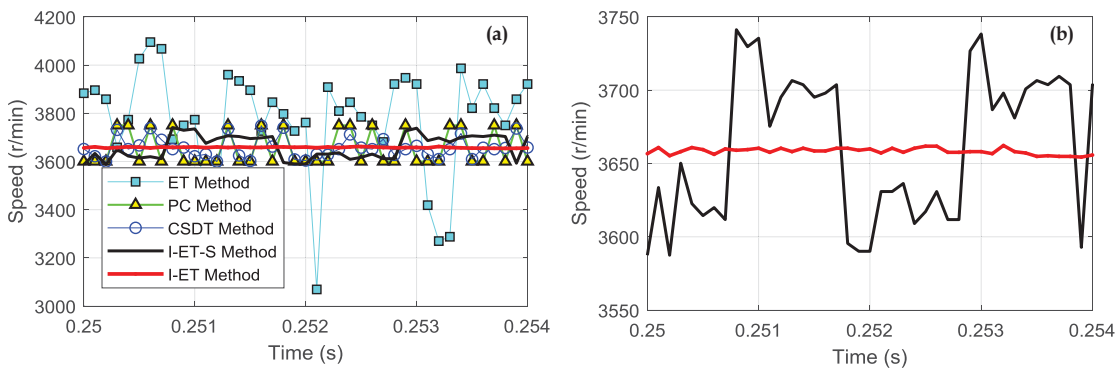 4200
4000
3800
3600
3400
3200
3000
Speed (r/min)
(a)
ET Method
PC Method
CSDT Method
I-ET-S Method
I-ET Method
0.25
0.251
0.252
0.253
0.254
Time (s)
3750
3700
3650
3600
3550
Speed (r/min)
(b)
0.25
0.251
0.252
0.253
0.254
Time (s)